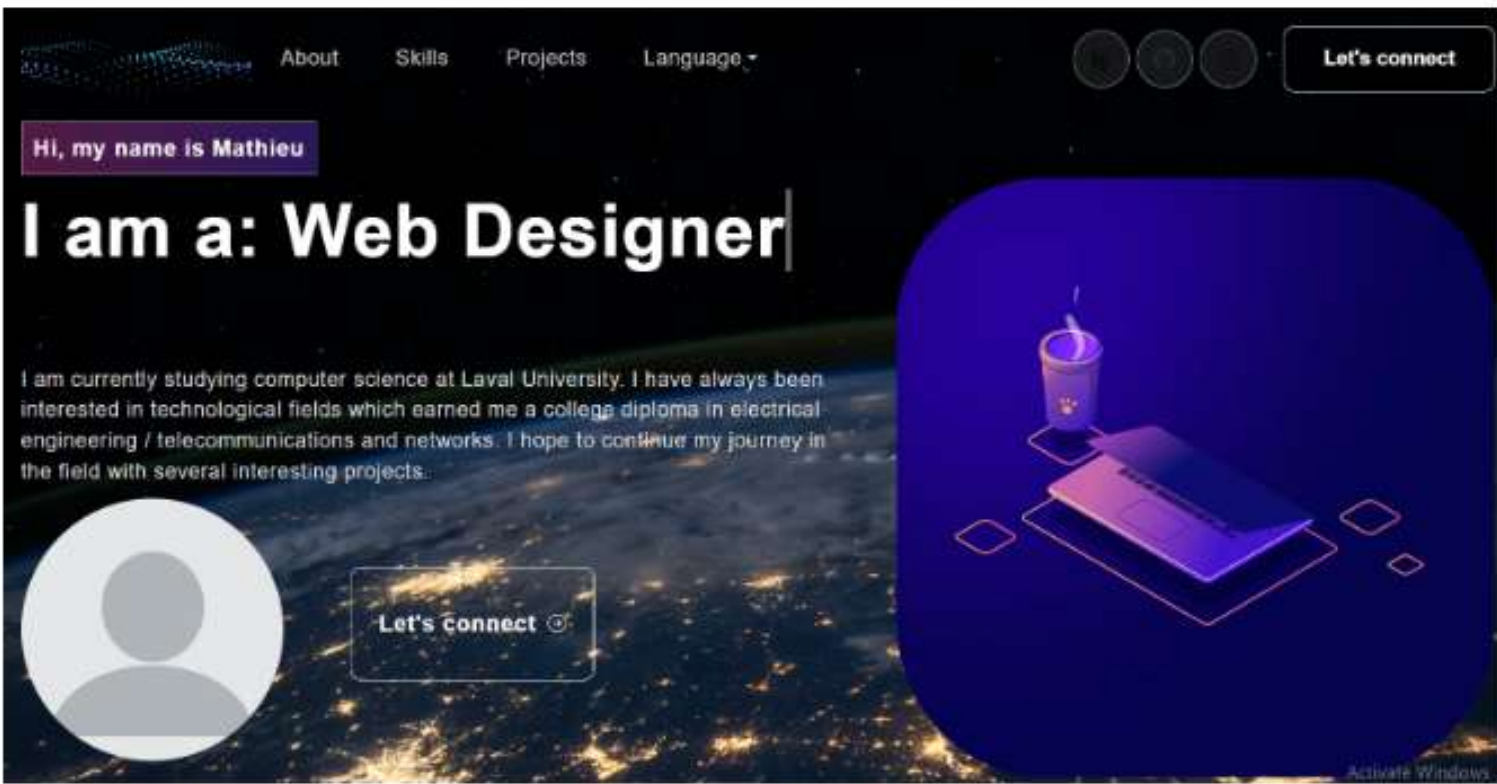 About Skills Projects Language Let's connect
Hi, my name is Mathieu
I am a: Web Designer
I am currently studying computer science at Laval University. I have always been
interested in technological fields which earned me a college diploma in electrical
engineering / telecommunications and networks. I hope to continue my journey in
the field with several interesting projects.
Let's connect
Activate Windows